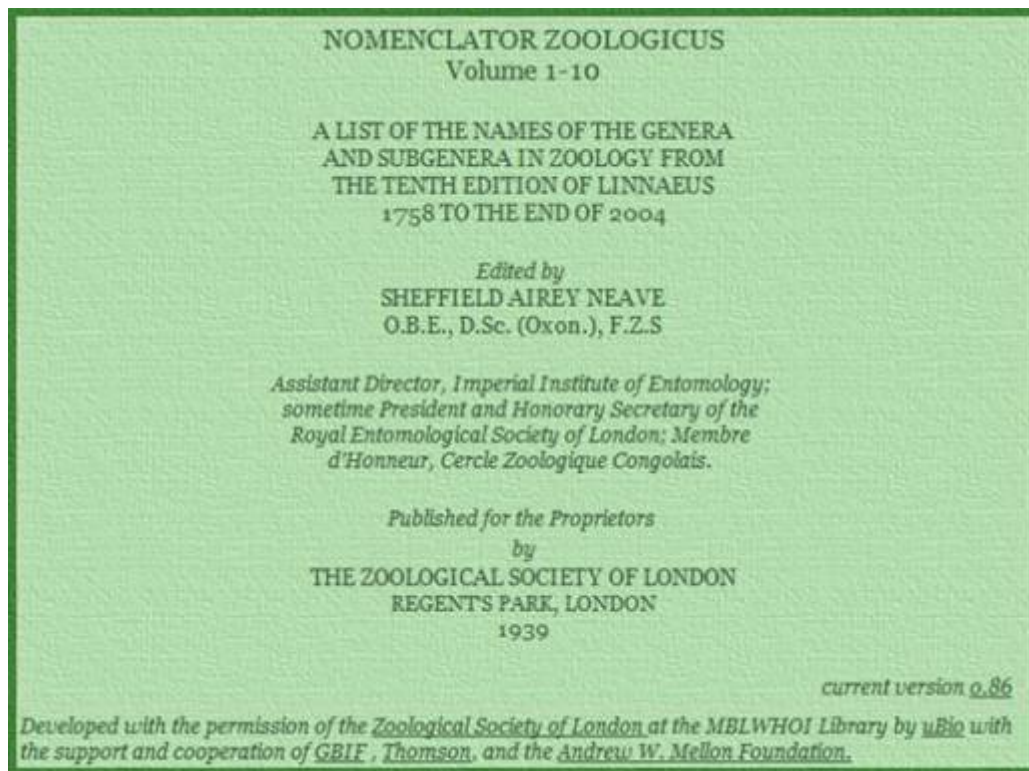 NOMENCLATOR ZOOLOGICUS
Volume 1-10
A LIST OF THE NAMES OF THE GENERA
AND SUBGENERA IN ZOOLOGY FROM
THE TENTH EDITION OF LINNAEUS
1758 TO THE END OF 2004
Edited by
SHEFFIELD AIREY NEAVE
O.B.E., D.Sc. (Oxon.), F.Z.S
Assistant Director, Imperial Institute of Entomology;
sometime President and Honorary Secretary of the
Royal Entomological Society of London; Membre
d'Honneur, Cercle Zoologique Congolais.
Published for the Proprietors
by
THE ZOOLOGICAL SOCIETY OF LONDON
REGENT'S PARK, LONDON
1939
current version 0.86
Developed with the permission of the Zoological Society of London at the MBLWHOI Library by uBio with
the support and cooperation of GBIF , Thomson, and the Andrew W. Mellon Foundation.